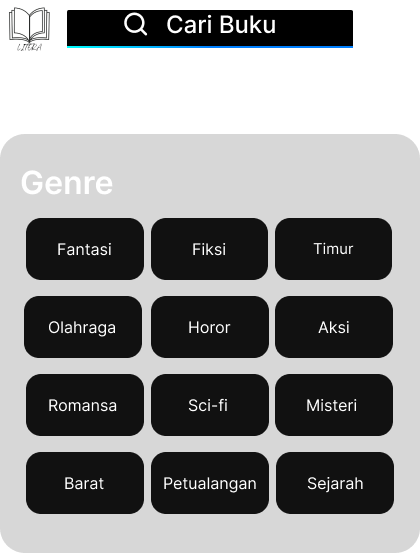 LITERA
Cari Buku
Genre
Fantasi
Fiksi
Timur
Olahraga
Horor
Aksi
Romansa
Sci-fi
Misteri
Barat
Petualangan
Sejarah